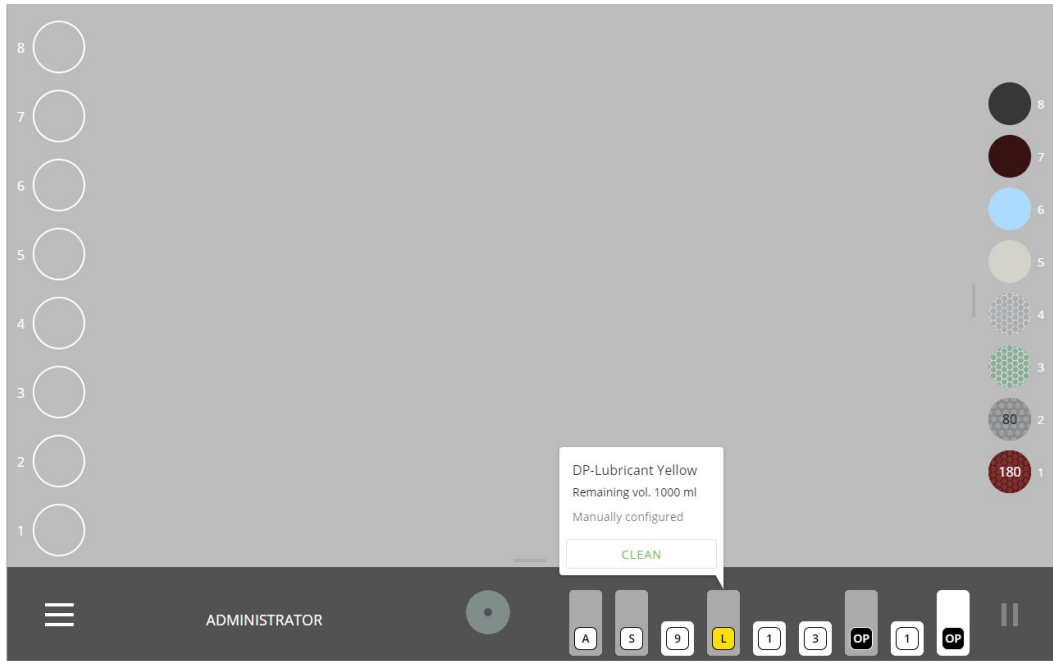 8
7
6
5
4
3
2
1
8
7
6
5
4
3
80 2
180 1
DP-Lubricant Yellow
Remaining vol. 1000 ml
Manually configured
CLEAN
ADMINISTRATOR
A S 9 L 1 3 OP 1 OP